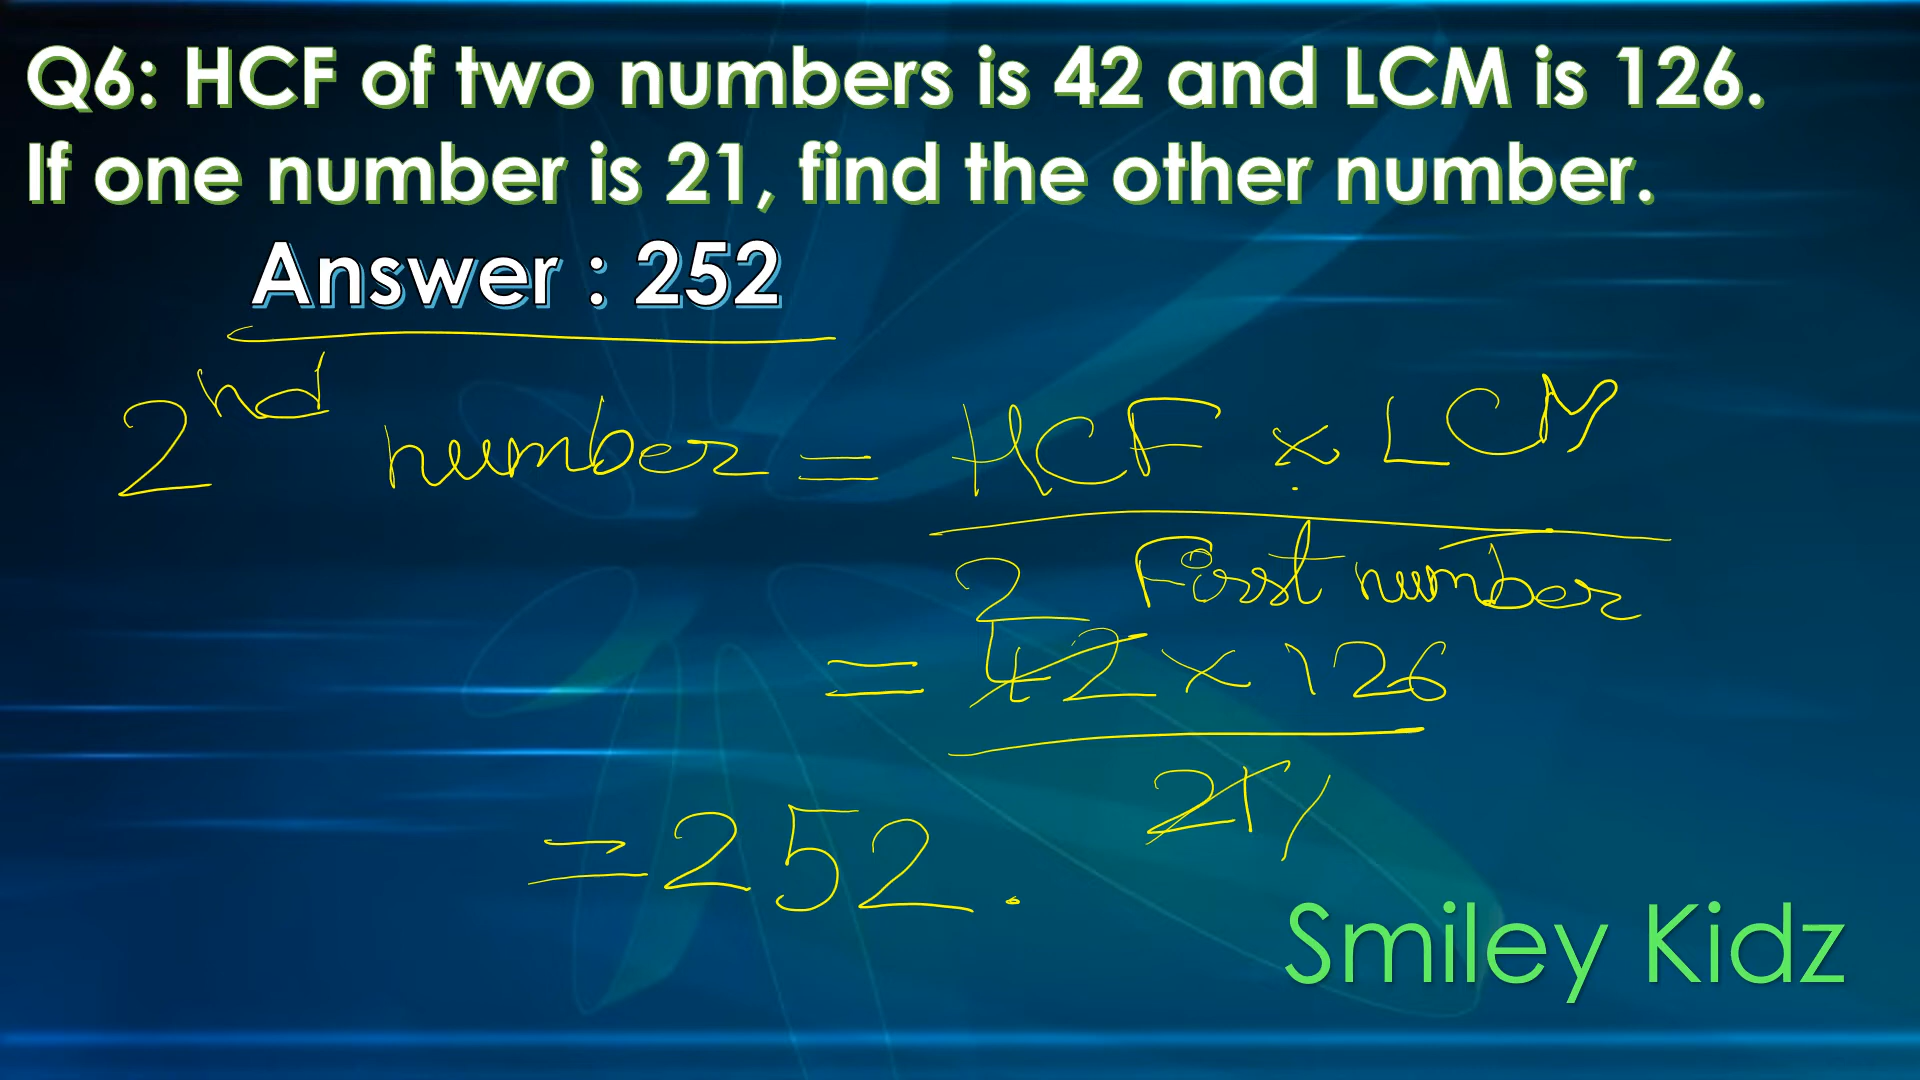 Q6: HCF of two numbers is 42 and LCM is 126.
If one number is 21, find the other number.
Answer : 252
2nd number = HCF × LCM
First number
2
= 42 × 126
21
= 252.
Smiley Kidz